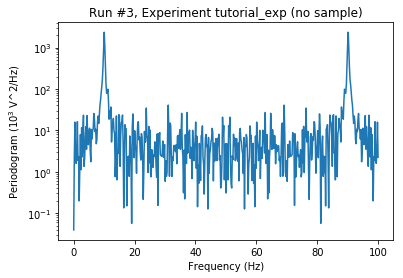 Run #3, Experiment tutorial_exp (no sample)
Periodogram (10³ V^2/Hz)
10³
10²
10¹
10⁰
10⁻¹
0 20 40 60 80 100
Frequency (Hz)